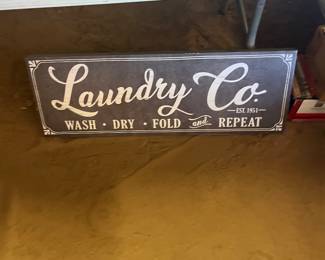 Laundry Co.
EST. 1951
WASH • DRY • FOLD and REPEAT